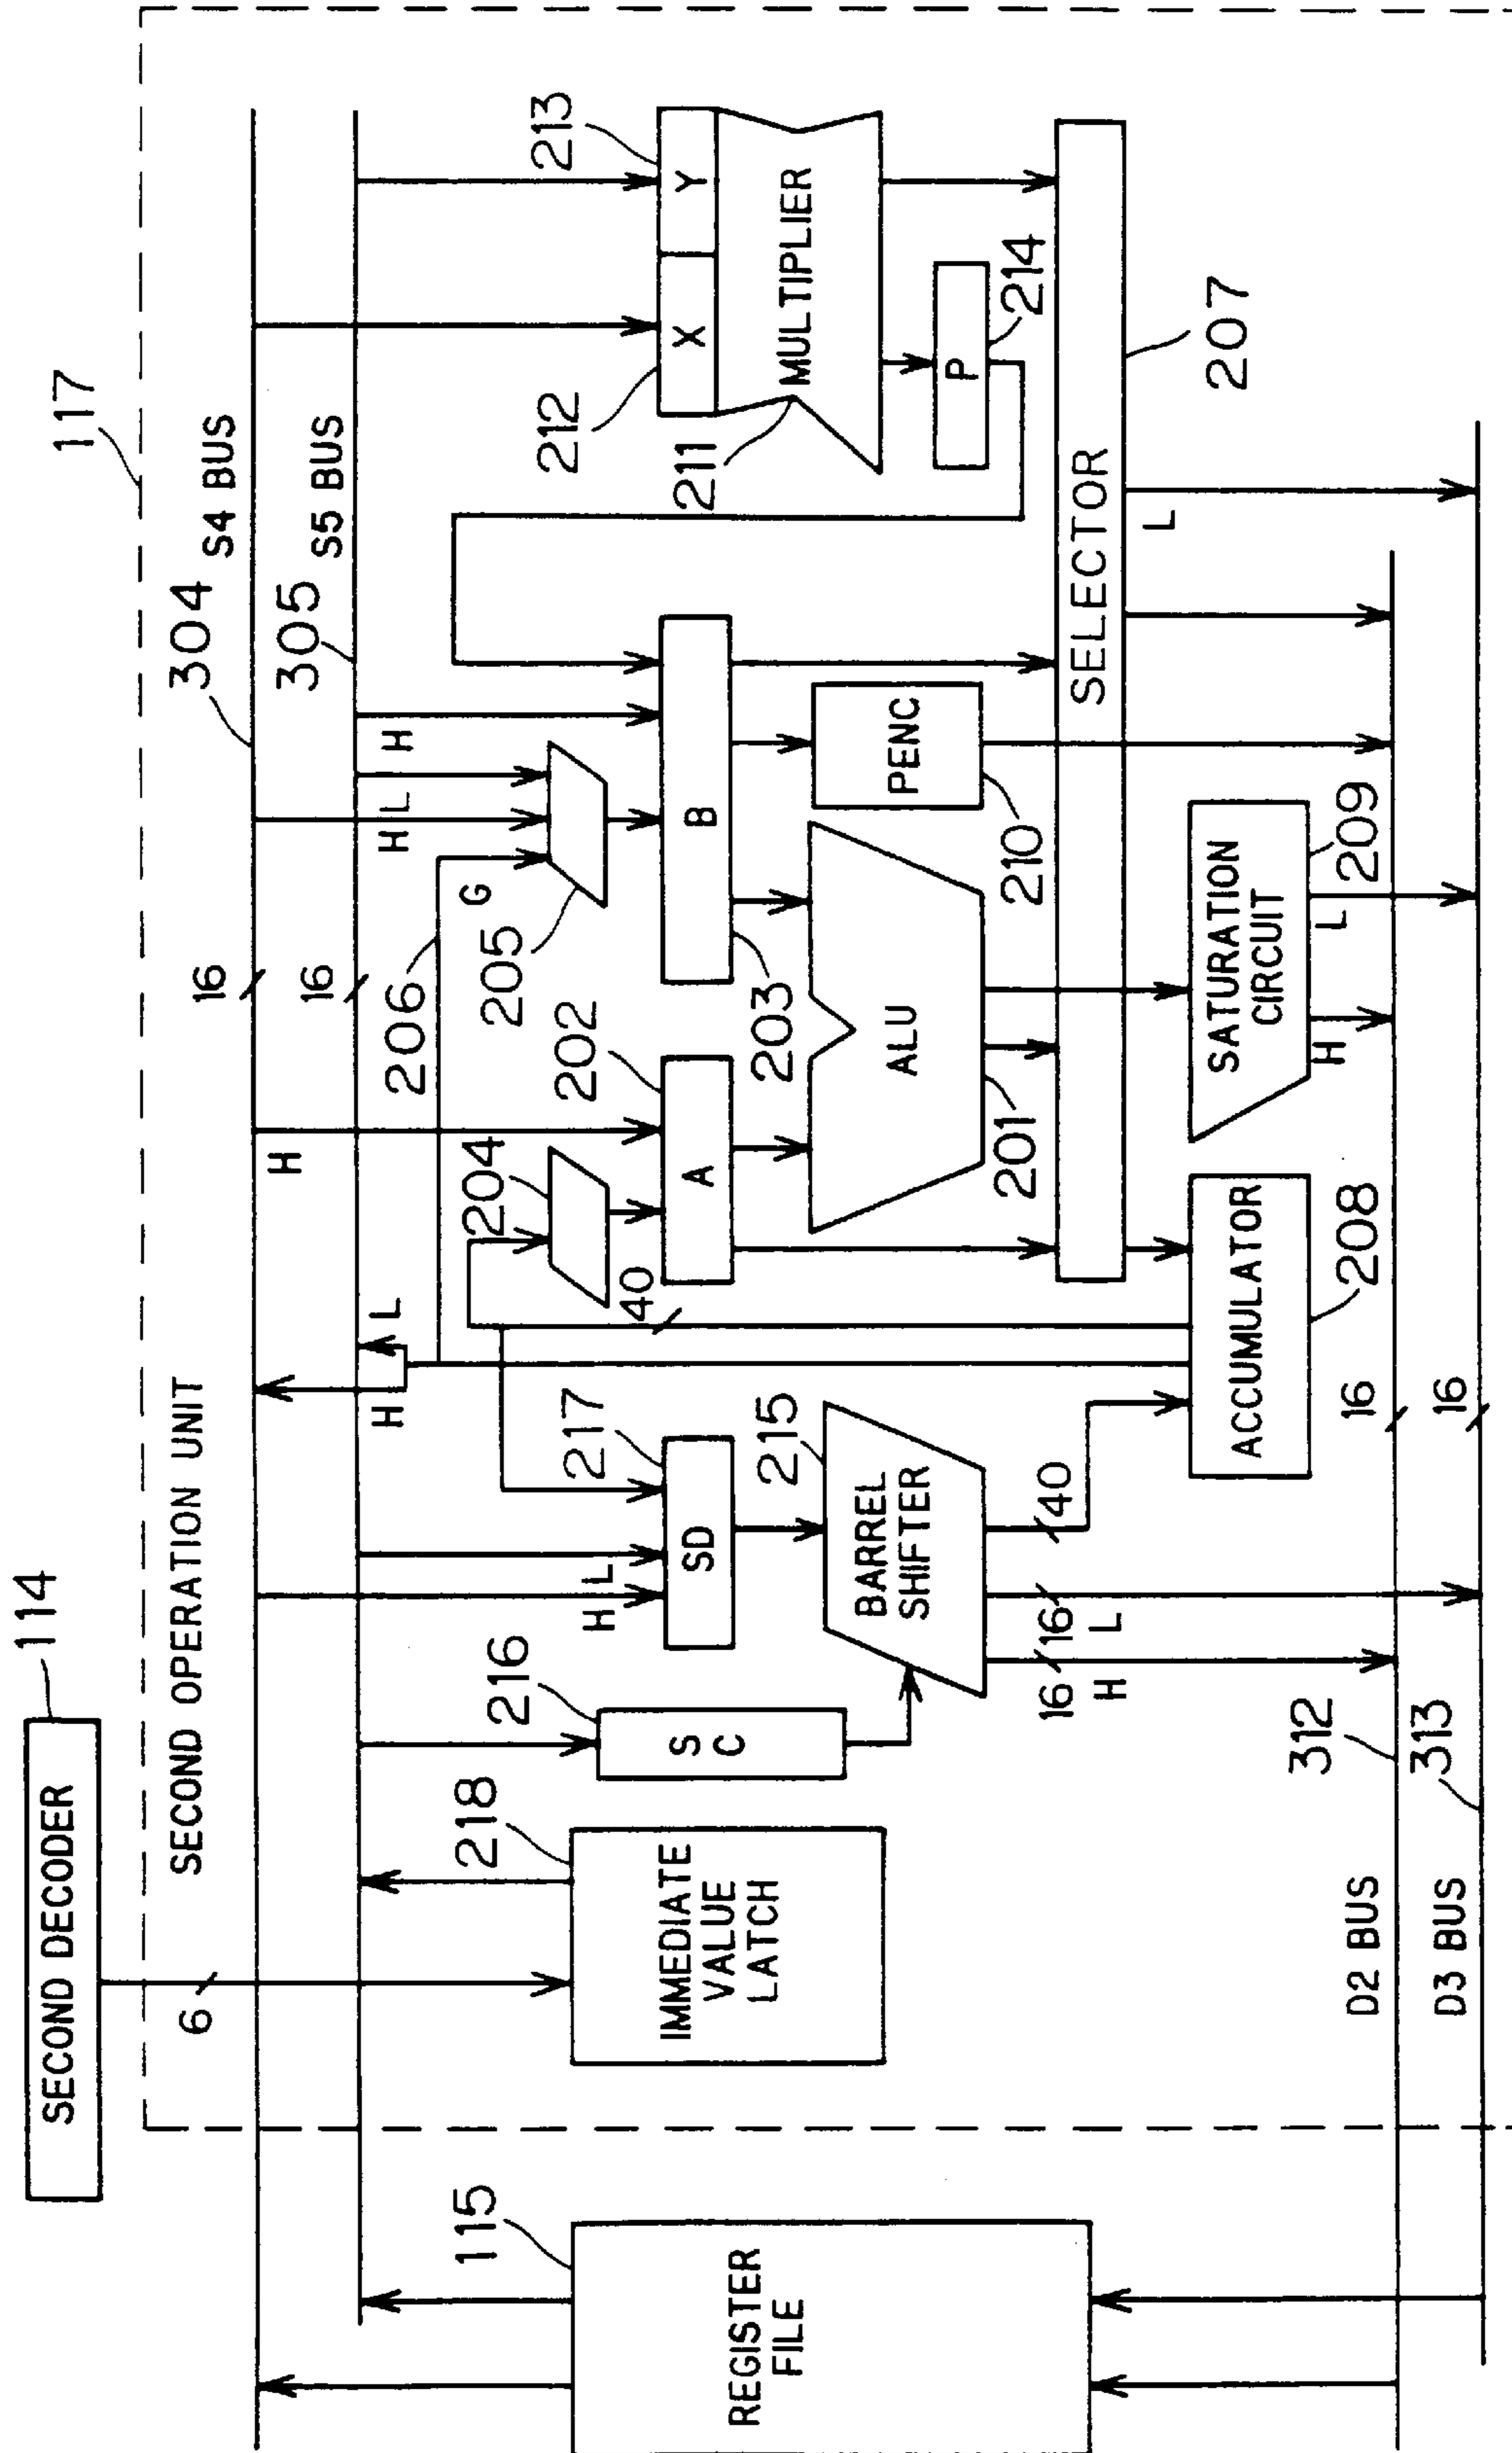 SECOND DECODER
114
117
SECOND OPERATION UNIT
6
16
16
304
S4 BUS
305
S5 BUS
H
L
H
H
206
G
H
L
H
204
205
202
203
40
A
B
212
213
X
Y
MULTIPLIER
211
P
214
115
REGISTER
FILE
218
IMMEDIATE
VALUE
LATCH
216
S
C
H
L
217
SD
215
BARREL
SHIFTER
16
H
16
L
40
ALU
201
PENC
210
SELECTOR
207
L
ACCUMULATOR
208
SATURATION
CIRCUIT
209
H
L
D2 BUS
312
16
D3 BUS
313
16